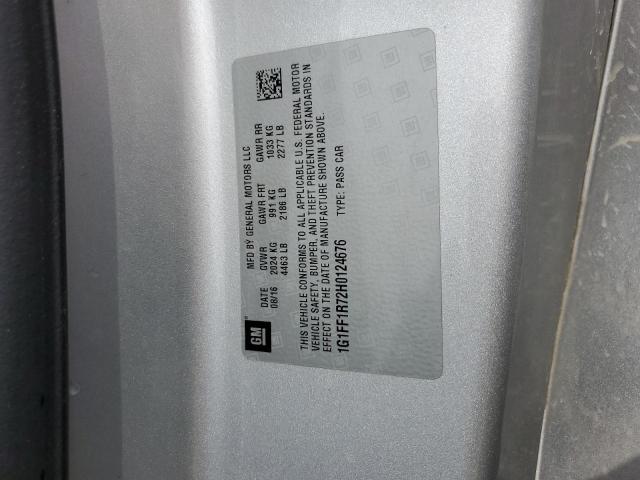 MFD BY GENERAL MOTORS LLC
DATE GVWR GAWR FRT GAWR RR
08/16 2024 KG 991 KG 1033 KG
4463 LB 2186 LB 2277 LB
GM
THIS VEHICLE CONFORMS TO ALL APPLICABLE U.S. FEDERAL MOTOR
VEHICLE SAFETY, BUMPER, AND THEFT PREVENTION STANDARDS IN
EFFECT ON THE DATE OF MANUFACTURE SHOWN ABOVE.
1G1FF1R72H0124676 TYPE: PASS CAR